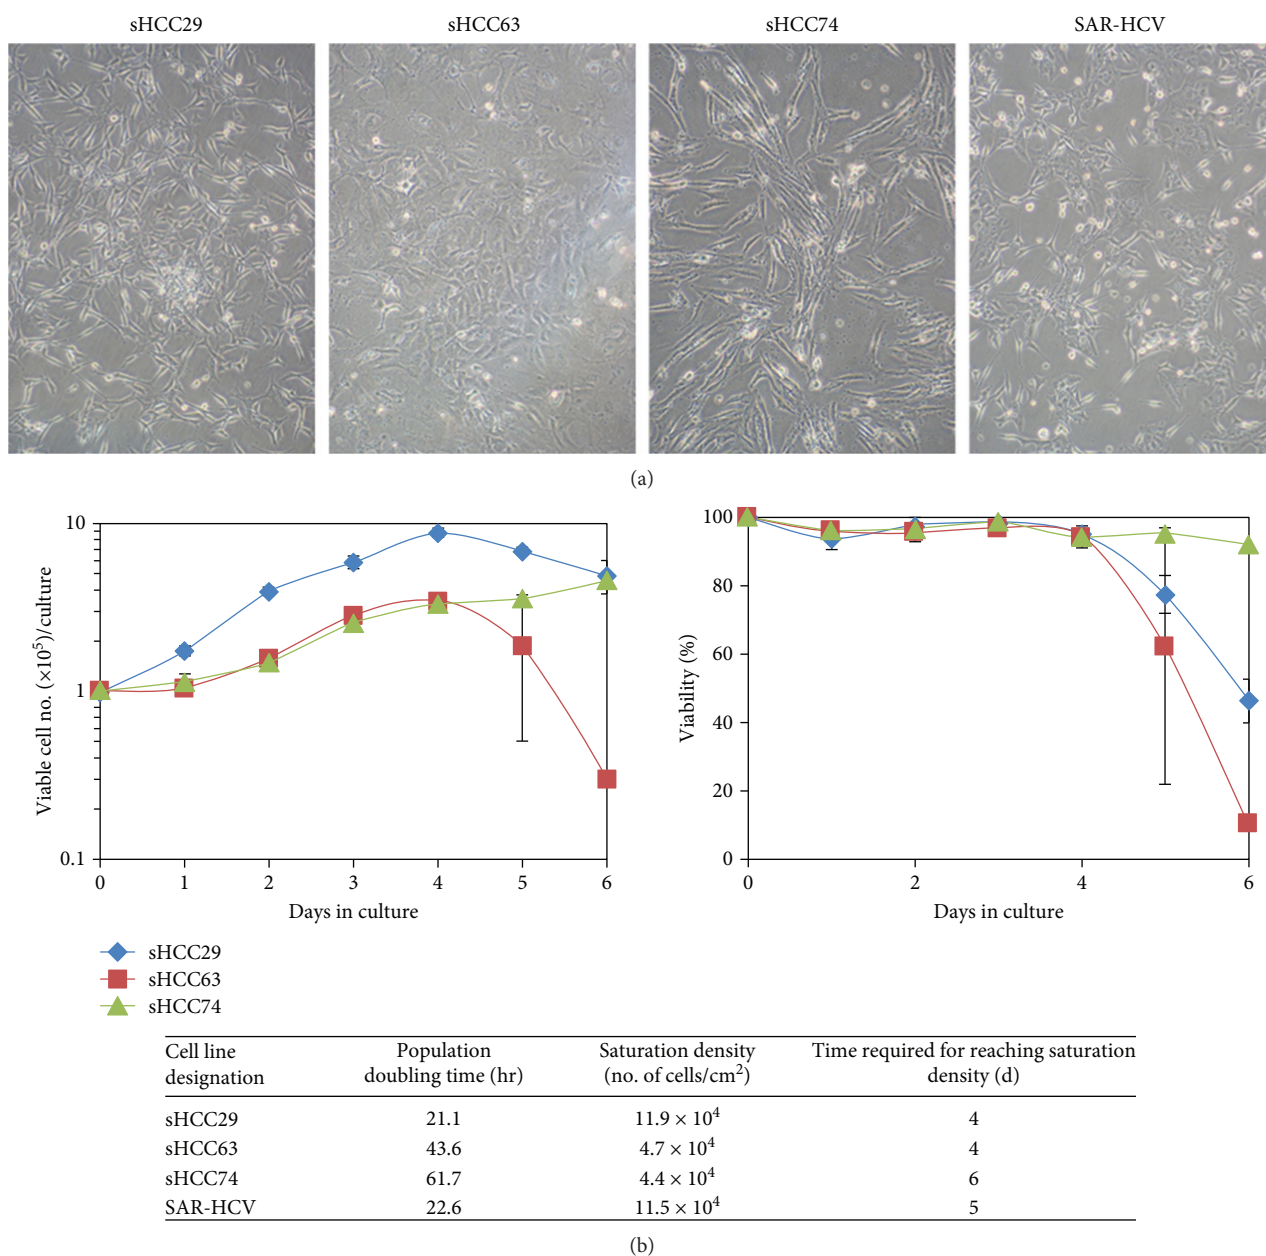 sHCC29 sHCC63 sHCC74 SAR-HCV
(a)
10
1
0.1
Viable cell no. (×10⁵)/culture
0 1 2 3 4 5 6
Days in culture
100
80
60
40
20
0
Viability (%)
0 2 4 6
Days in culture
sHCC29
sHCC63
sHCC74
Cell line designation Population doubling time (hr) Saturation density (no. of cells/cm²) Time required for reaching saturation density (d)
sHCC29 21.1 11.9 × 10⁴ 4
sHCC63 43.6 4.7 × 10⁴ 4
sHCC74 61.7 4.4 × 10⁴ 6
SAR-HCV 22.6 11.5 × 10⁴ 5
(b)